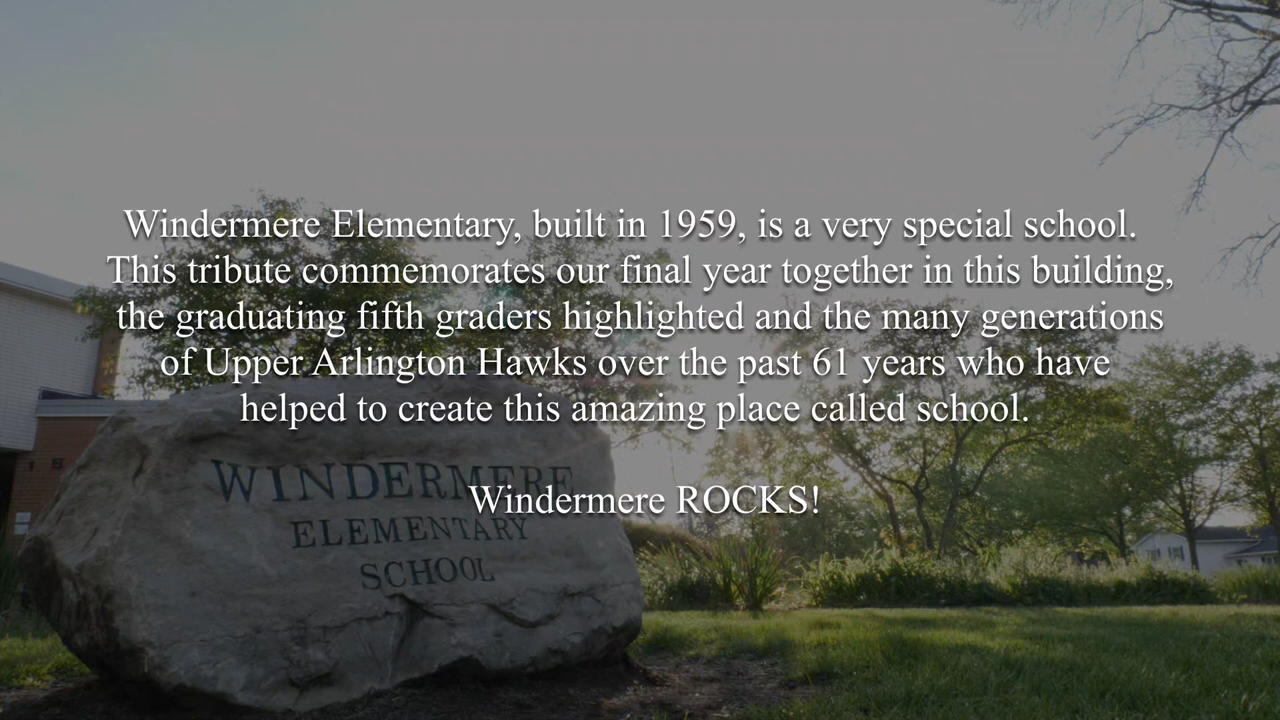 Windermere Elementary, built in 1959, is a very special school.
This tribute commemorates our final year together in this building,
the graduating fifth graders highlighted and the many generations
of Upper Arlington Hawks over the past 61 years who have
helped to create this amazing place called school.
Windermere ROCKS!
WINDERMERE
ELEMENTARY
SCHOOL